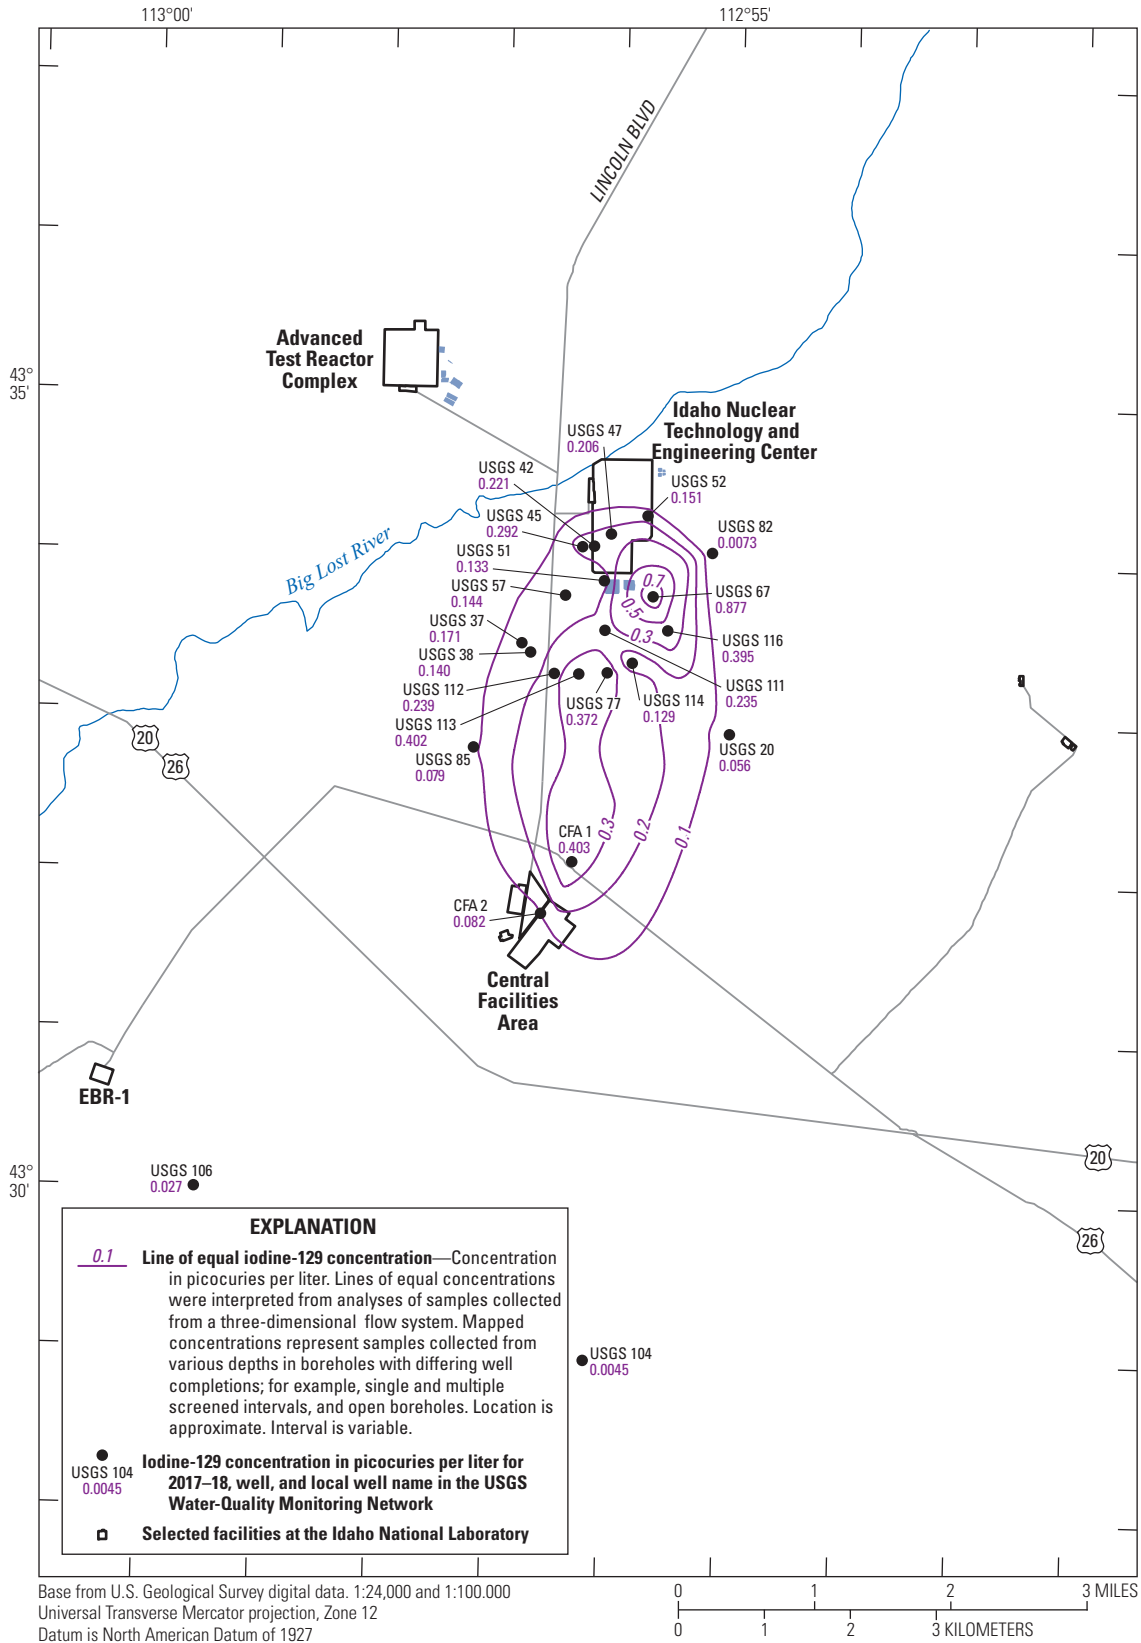 113°00'
112°55'
LINCOLN BLVD
Advanced
Test Reactor
Complex
43°
35'
Idaho Nuclear
Technology and
Engineering Center
USGS 47
0.206
USGS 42
0.221
USGS 52
0.151
USGS 45
0.292
USGS 82
0.0073
USGS 51
0.133
Big Lost River
USGS 57
0.144
0.7
0.5
0.3
USGS 67
0.877
USGS 37
0.171
USGS 38
0.140
USGS 116
0.395
USGS 112
0.239
USGS 111
0.235
USGS 77
0.372
USGS 114
0.129
USGS 113
0.402
USGS 85
0.079
USGS 20
0.056
20
26
CFA 1
0.403
0.3
0.2
0.1
CFA 2
0.082
Central
Facilities
Area
EBR-1
20
26
43°
30'
USGS 106
0.027
USGS 104
0.0045
EXPLANATION
0.1
Line of equal iodine-129 concentration—Concentration
in picocuries per liter. Lines of equal concentrations
were interpreted from analyses of samples collected
from a three-dimensional flow system. Mapped
concentrations represent samples collected from
various depths in boreholes with differing well
completions; for example, single and multiple
screened intervals, and open boreholes. Location is
approximate. Interval is variable.
USGS 104
0.0045
Iodine-129 concentration in picocuries per liter for
2017–18, well, and local well name in the USGS
Water-Quality Monitoring Network
Selected facilities at the Idaho National Laboratory
Base from U.S. Geological Survey digital data. 1:24,000 and 1:100.000
Universal Transverse Mercator projection, Zone 12
Datum is North American Datum of 1927
0 1 2 3 MILES
0 1 2 3 KILOMETERS